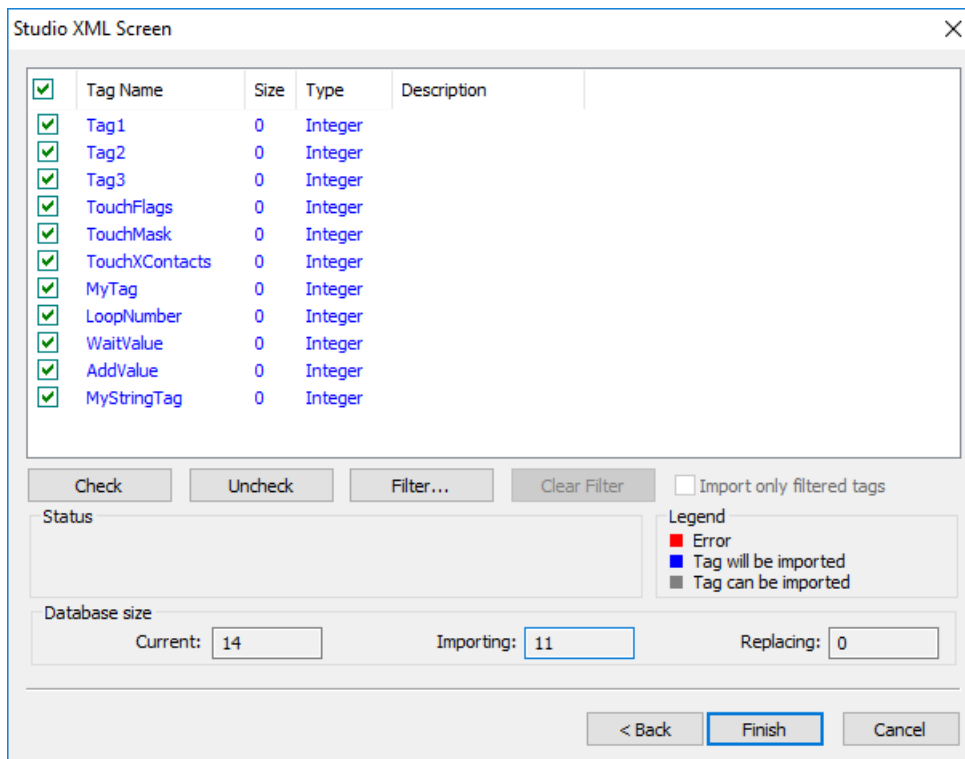 Studio XML Screen
Tag Name Size Type Description
Tag1 0 Integer
Tag2 0 Integer
Tag3 0 Integer
TouchFlags 0 Integer
TouchMask 0 Integer
TouchXContacts 0 Integer
MyTag 0 Integer
LoopNumber 0 Integer
WaitValue 0 Integer
AddValue 0 Integer
MyStringTag 0 Integer
Check Uncheck Filter... Clear Filter Import only filtered tags
Status Legend
Error
Tag will be imported
Tag can be imported
Database size
Current: 14 Importing: 11 Replacing: 0
< Back Finish Cancel